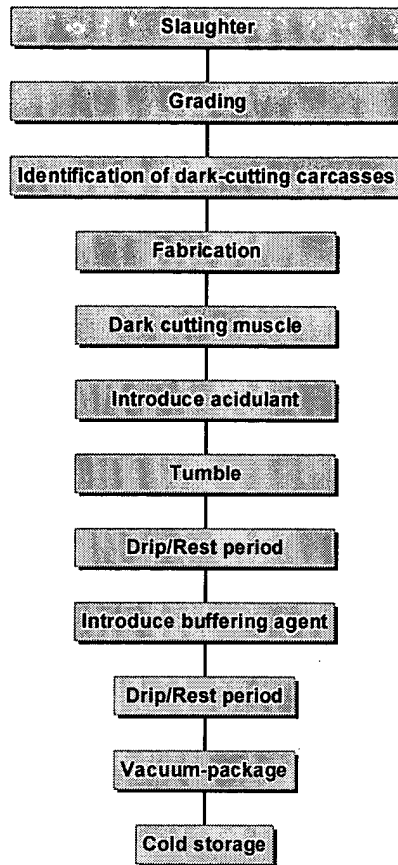 Slaughter
Grading
Identification of dark-cutting carcasses
Fabrication
Dark cutting muscle
Introduce acidulant
Tumble
Drip/Rest period
Introduce buffering agent
Drip/Rest period
Vacuum-package
Cold storage